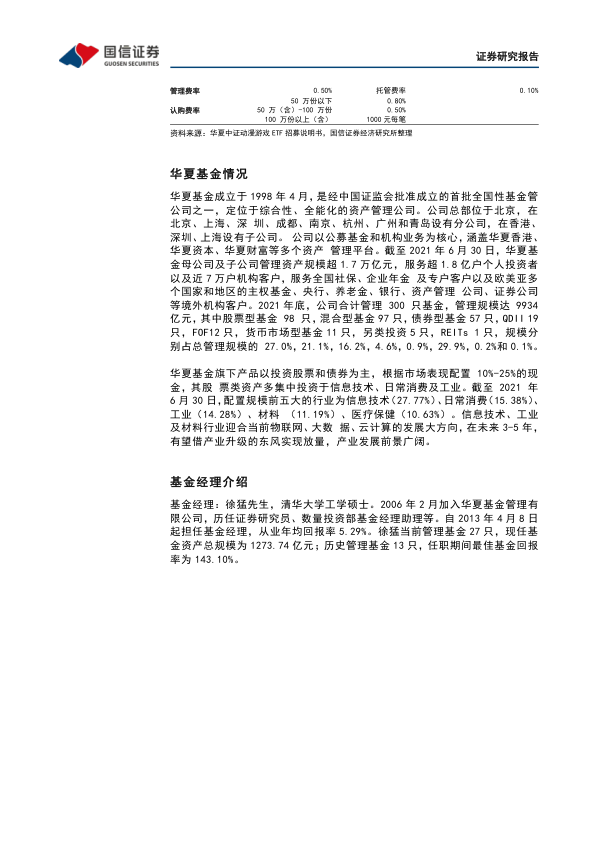 国信证券
GUOSEN SECURITIES
证券研究报告
管理费率 0.50% 托管费率 0.10%
50 万份以下 0.80%
认购费率 50 万（含）-100 万份 0.50%
100 万份以上（含） 1000元每笔
资料来源：华夏中证动漫游戏 ETF 招募说明书，国信证券经济研究所整理
华夏基金情况
华夏基金成立于 1998 年 4 月，是经中国证监会批准成立的首批全国性基金管
公司之一，定位于综合性、全能化的资产管理公司。公司总部位于北京，在
北京、上海、深 圳、成都、南京、杭州、广州和青岛设有分公司，在香港、
深圳、上海设有子公司。 公司以公募基金和机构业务为核心，涵盖华夏香港、
华夏资本、华夏财富等多个资产 管理平台。截至 2021 年 6 月 30 日，华夏基
金母公司及子公司管理资产规模超 1.7 万亿元，服务超 1.8 亿户个人投资者
以及近 7 万户机构客户，服务全国社保、企业年金 及专户客户以及欧美亚多
个国家和地区的主权基金、央行、养老金、银行、资产管理 公司、证券公司
等境外机构客户。2021 年底，公司合计管理 300 只基金，管理规模达 9934
亿元，其中股票型基金 98 只，混合型基金 97 只，债券型基金 57 只，QDII 19
只，FOF12 只，货币市场型基金 11 只，另类投资 5 只，REITs 1 只，规模分
别占总管理规模的 27.0%，21.1%，16.2%，4.6%，0.9%，29.9%，0.2%和 0.1%。
华夏基金旗下产品以投资股票和债券为主，根据市场表现配置 10%-25%的现
金，其股 票类资产多集中投资于信息技术、日常消费及工业。截至 2021 年
6 月 30 日，配置规模前五大的行业为信息技术（27.77%）、日常消费（15.38%）、
工业（14.28%）、材料 （11.19%）、医疗保健（10.63%）。信息技术、工业
及材料行业迎合当前物联网、大数 据、云计算的发展大方向，在未来 3-5 年，
有望借产业升级的东风实现放量，产业发展前景广阔。
基金经理介绍
基金经理：徐猛先生，清华大学工学硕士。2006 年 2 月加入华夏基金管理有
限公司，历任证券研究员、数量投资部基金经理助理等。自 2013 年 4 月 8 日
起担任基金经理，从业年均回报率 5.29%。徐猛当前管理基金 27 只，现任基
金资产总规模为 1273.74 亿元；历史管理基金 13 只，任职期间最佳基金回报
率为 143.10%。